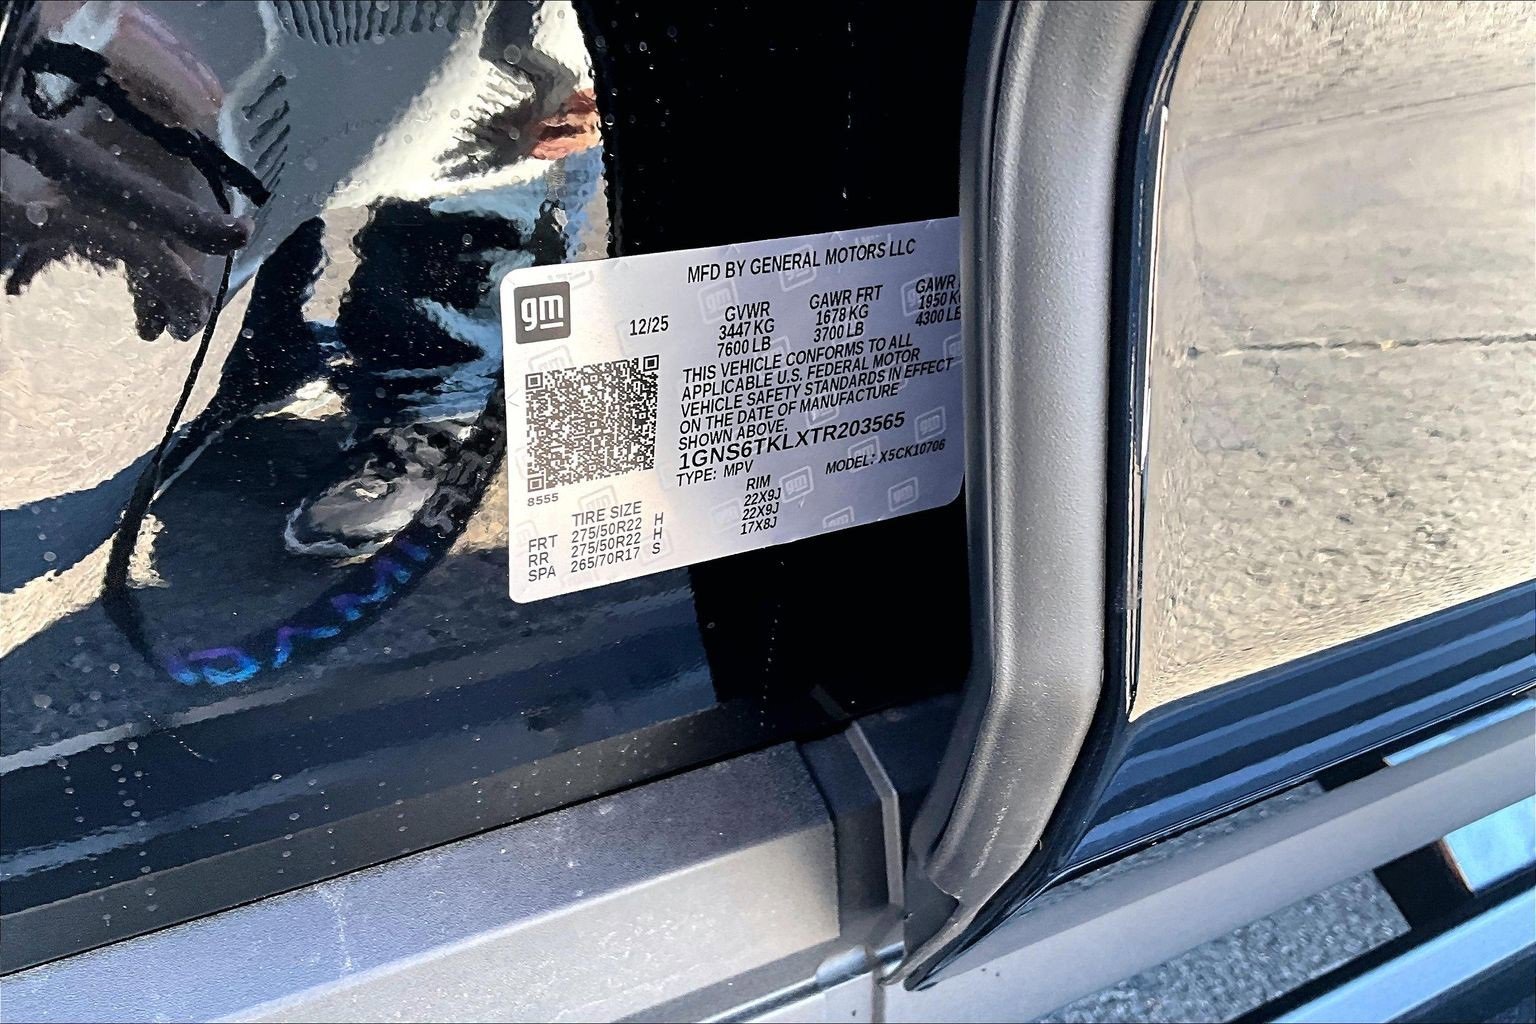 MFD BY GENERAL MOTORS LLC
gm
12/25
GVWR GAWR FRT GAWR
3447 KG 1678 KG 1950
7600 LB 3700 LB 4300
THIS VEHICLE CONFORMS TO ALL
APPLICABLE U.S. FEDERAL MOTOR
VEHICLE SAFETY STANDARDS IN EFFECT
ON THE DATE OF MANUFACTURE
SHOWN ABOVE.
1GNS6TKLXTR203565
TYPE: MPV MODEL: X5CK10706
8555
TIRE SIZE RIM
FRT 275/50R22 H 22X9J
RR 275/50R22 H 22X9J
SPA 265/70R17 S 17X8J